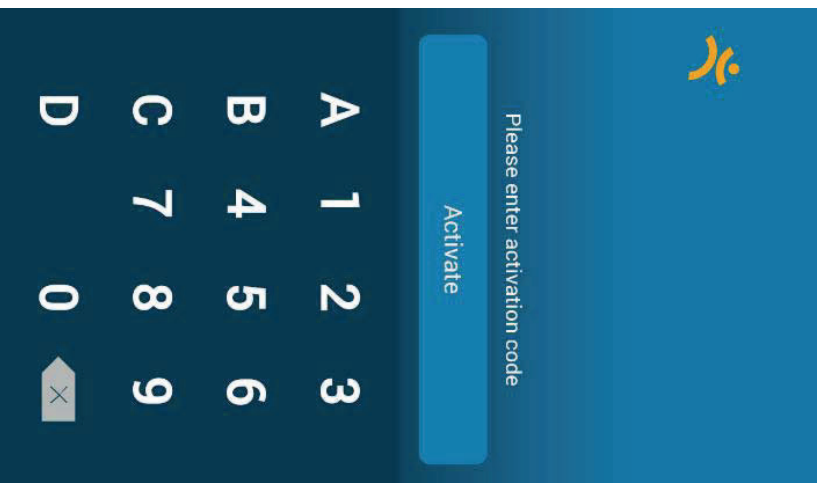 Please enter activation code
Activate
A 1 2 3
B 4 5 6
C 7 8 9
D 0